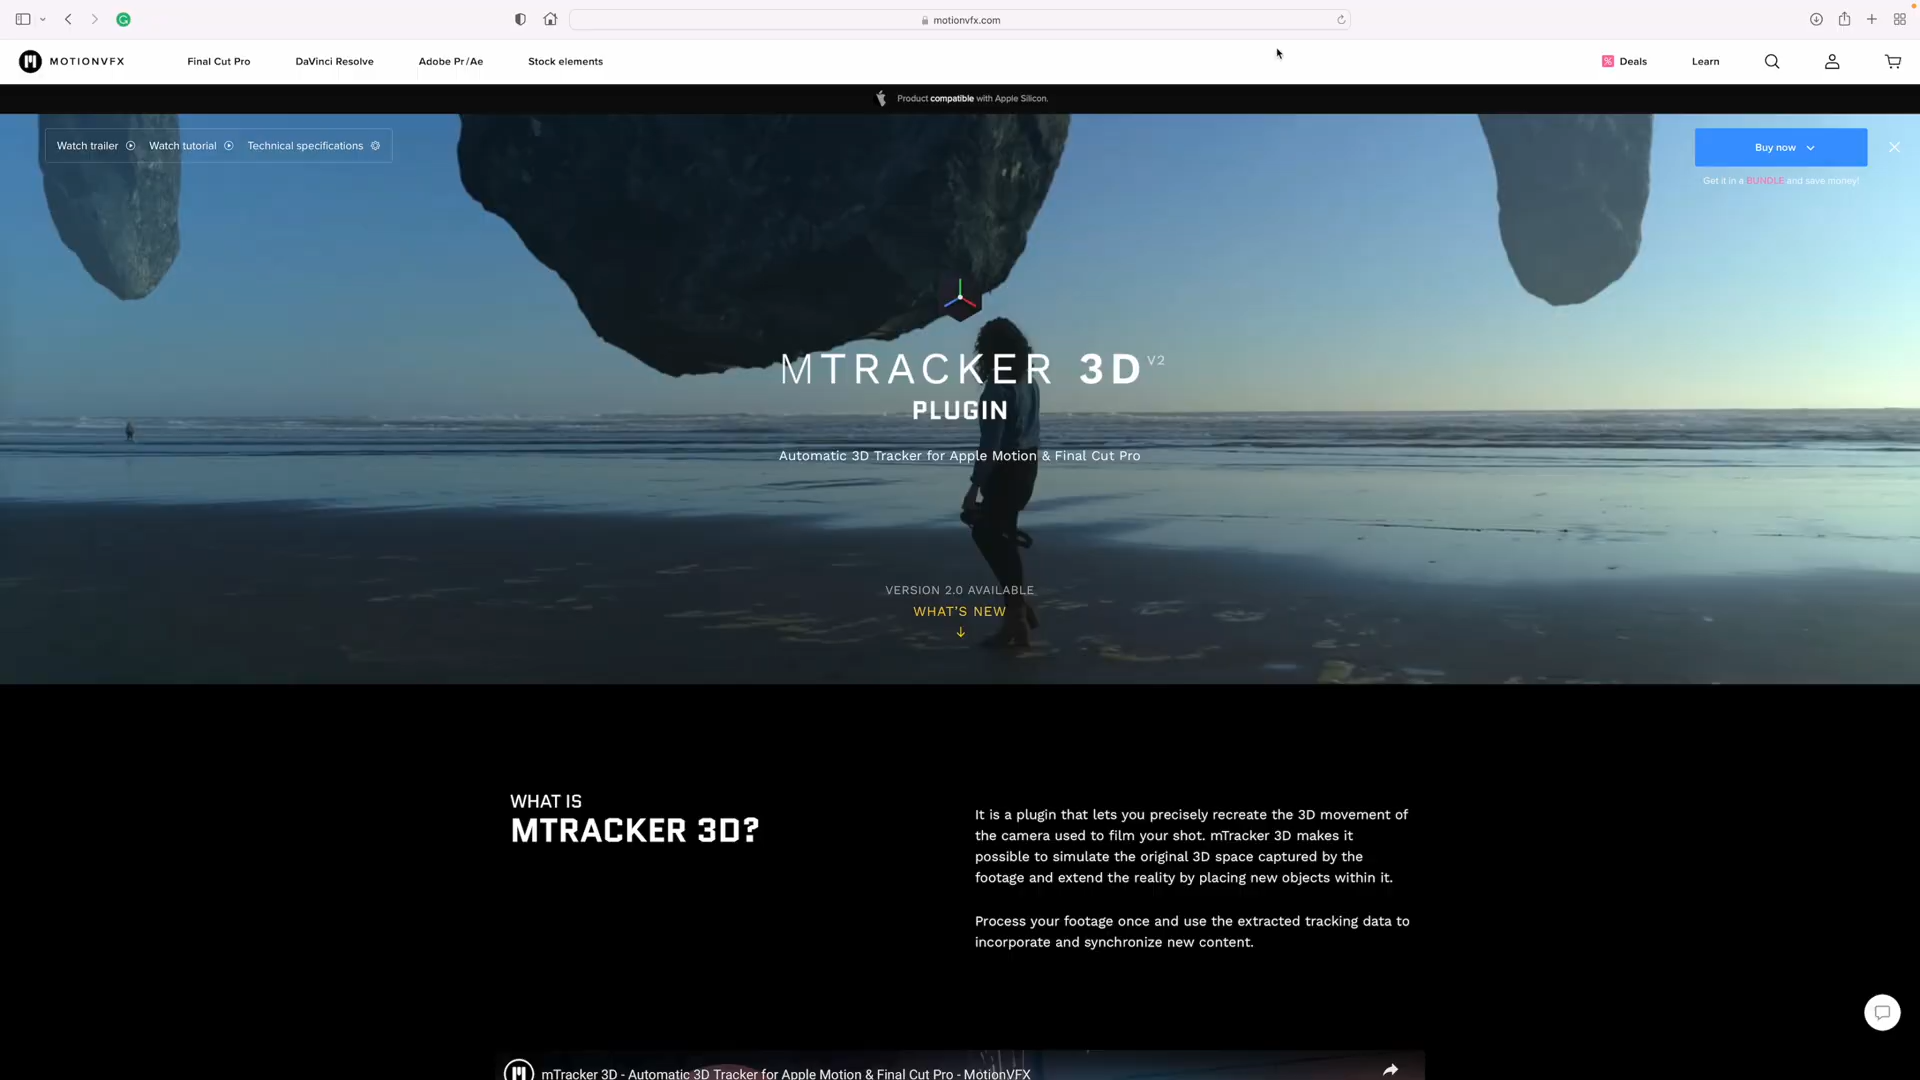 motionvfx.com
MOTIONVFX
Final Cut Pro
DaVinci Resolve
Adobe Pr/Ae
Stock elements
Deals
Learn
Product compatible with Apple Silicon.
Watch trailer
Watch tutorial
Technical specifications
Buy now
Get it in a BUNDLE and save money!
MTRACKER 3D V2
PLUGIN
Automatic 3D Tracker for Apple Motion & Final Cut Pro
VERSION 2.0 AVAILABLE
WHAT'S NEW
WHAT IS
MTRACKER 3D?
It is a plugin that lets you precisely recreate the 3D movement of
the camera used to film your shot. mTracker 3D makes it
possible to simulate the original 3D space captured by the
footage and extend the reality by placing new objects within it.
Process your footage once and use the extracted tracking data to
incorporate and synchronize new content.
mTracker 3D - Automatic 3D Tracker for Apple Motion & Final Cut Pro - MotionVFX